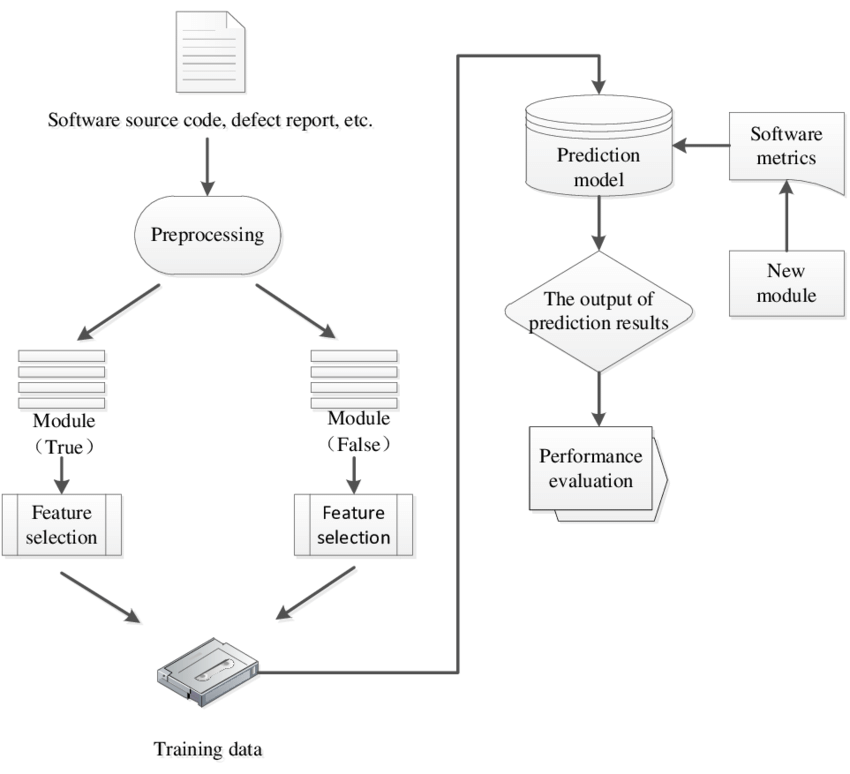 Software source code, defect report, etc.
Preprocessing
Module
（True）
Feature
selection
Module
（False）
Feature
selection
Training data
Prediction
model
Software
metrics
New
module
The output of
prediction results
Performance
evaluation